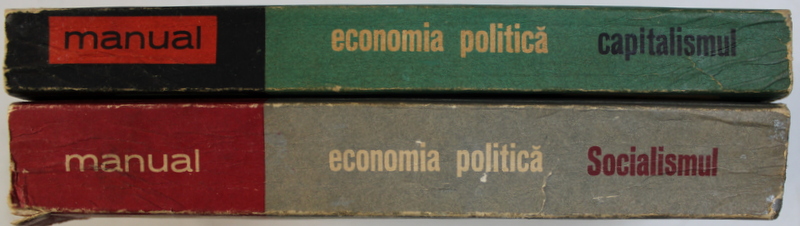 manual economia politică capitalismul
manual economia politică Socialismul